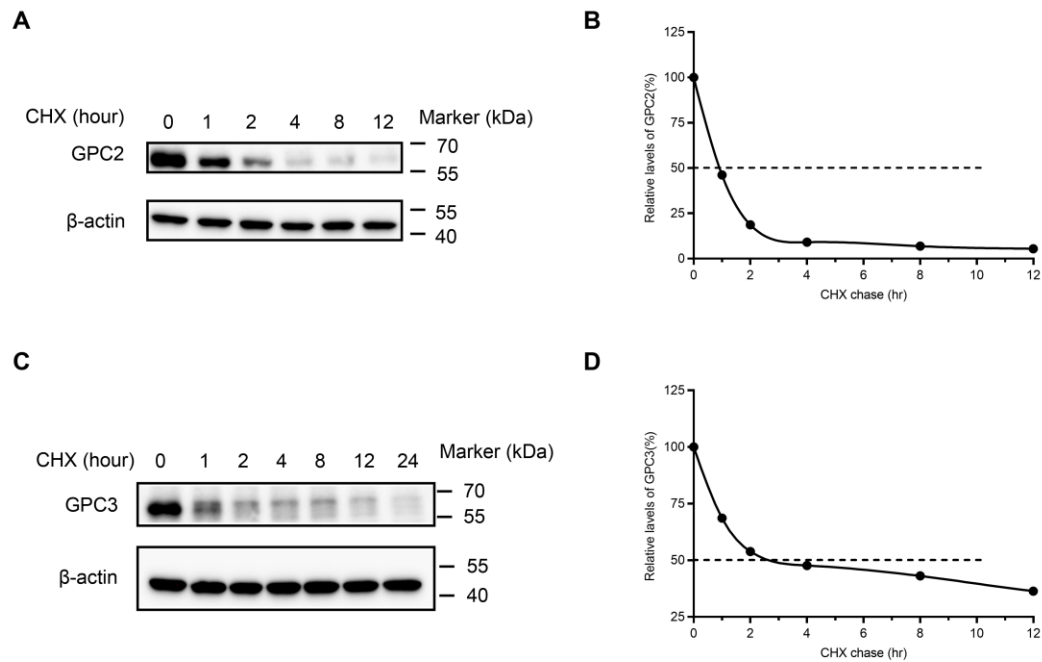 A
CHX (hour) 0 1 2 4 8 12 Marker (kDa)
GPC2
70
55
β-actin
55
40
B
Relative levels of GPC2(%)
125
100
75
50
25
0
0 2 4 6 8 10 12
CHX chase (hr)
C
CHX (hour) 0 1 2 4 8 12 24 Marker (kDa)
GPC3
70
55
β-actin
55
40
D
Relative levels of GPC3(%)
125
100
75
50
25
0 2 4 6 8 10 12
CHX chase (hr)